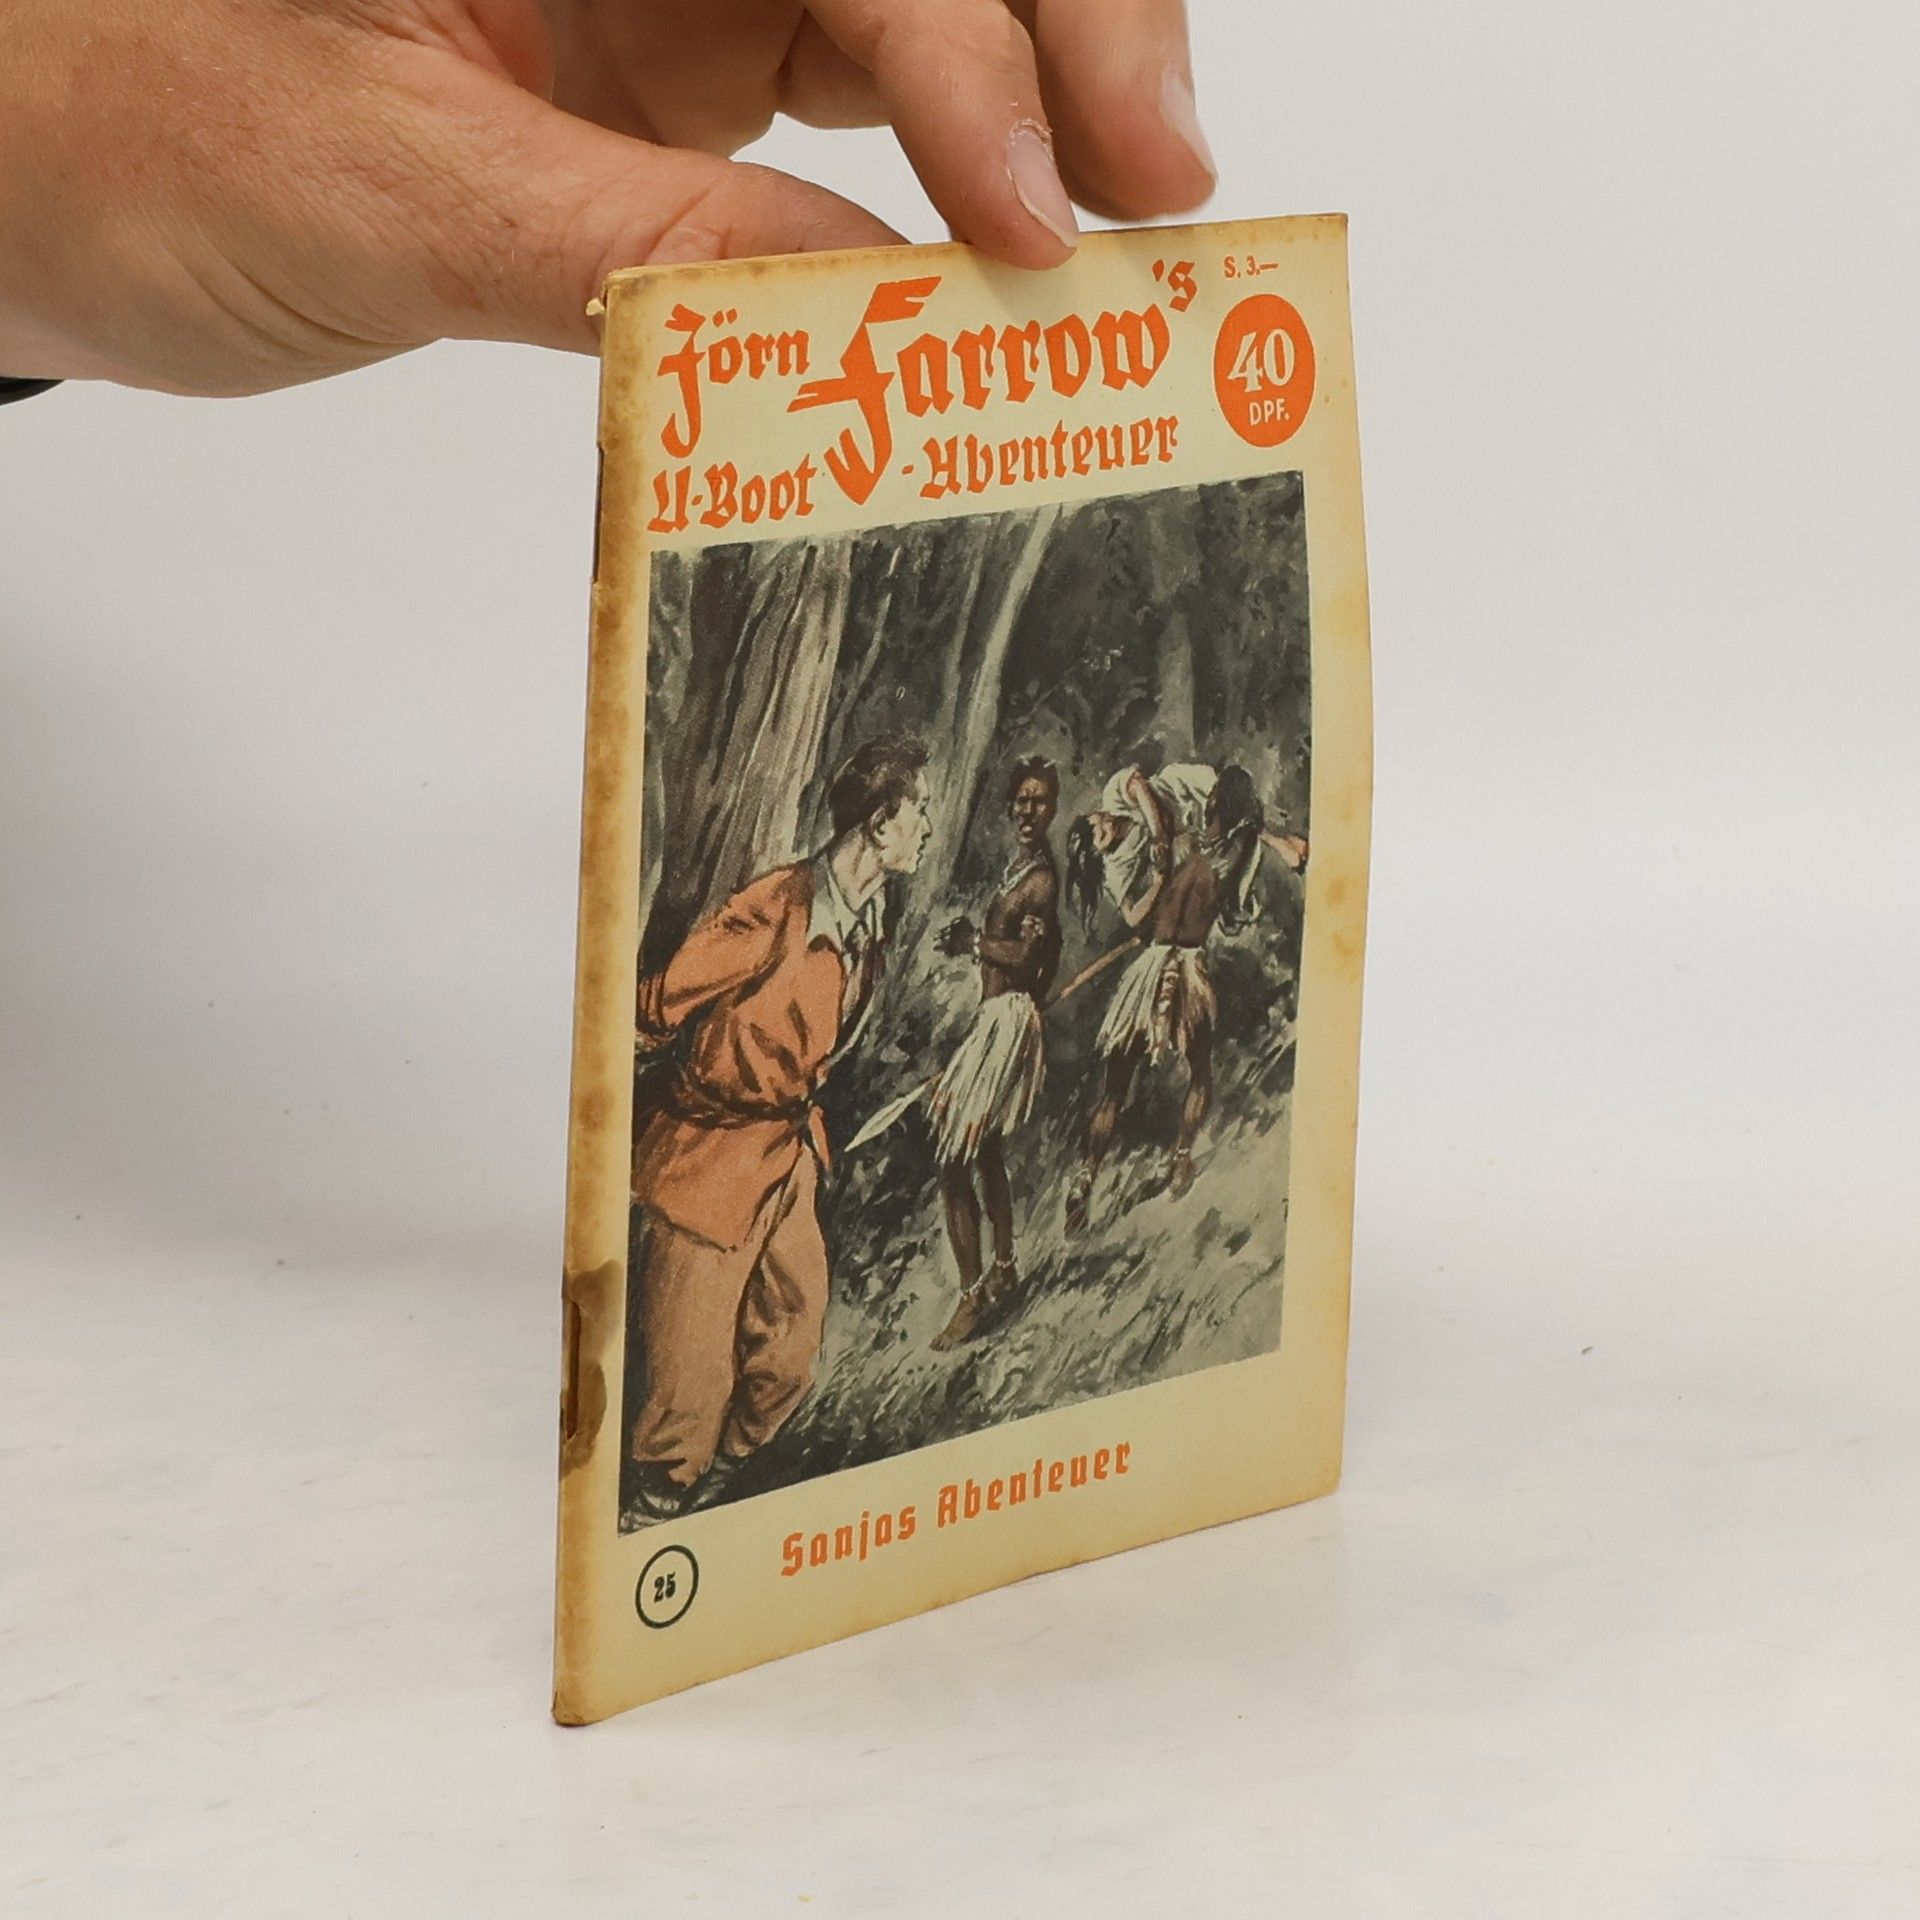 S. 3.—
Jörn Farrow's
40
DPF.
U-Boot-Abenteuer
Sanjas Abenteuer
25